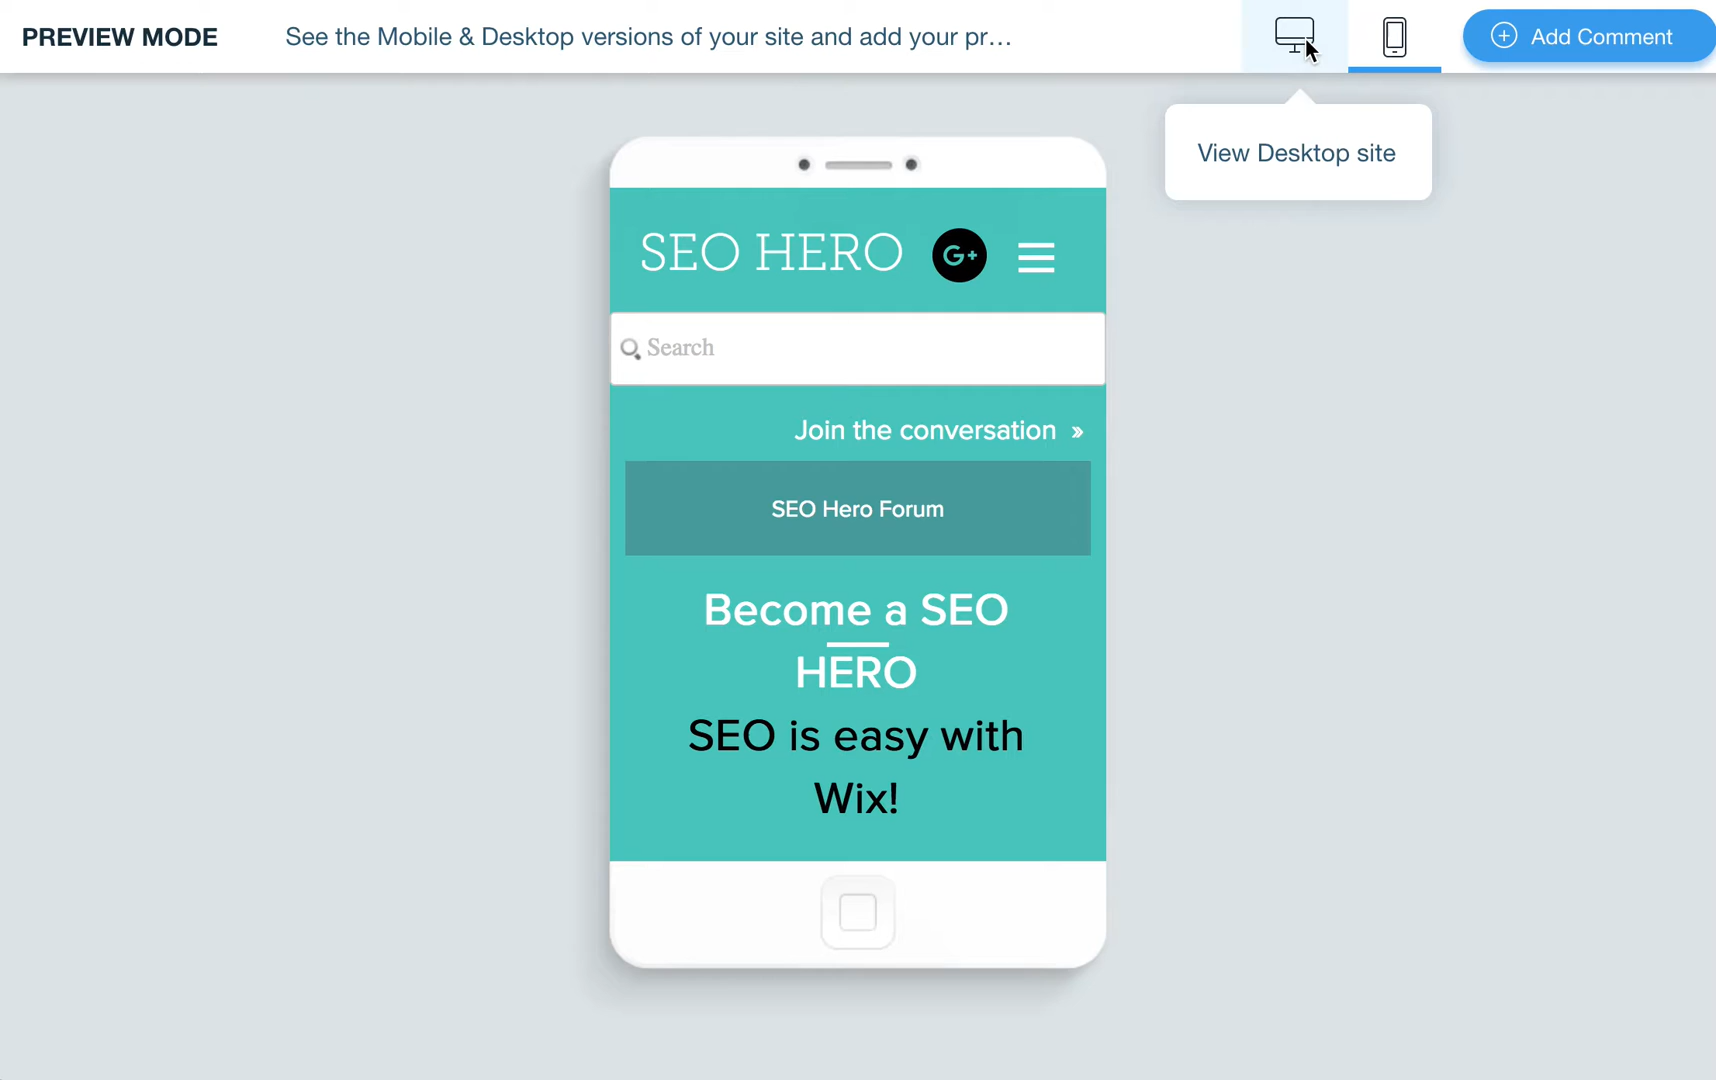 PREVIEW MODE
See the Mobile & Desktop versions of your site and add your pr...
Add Comment
View Desktop site
SEO HERO
G+
Search
Join the conversation »
SEO Hero Forum
Become a SEO
HERO
SEO is easy with
Wix!